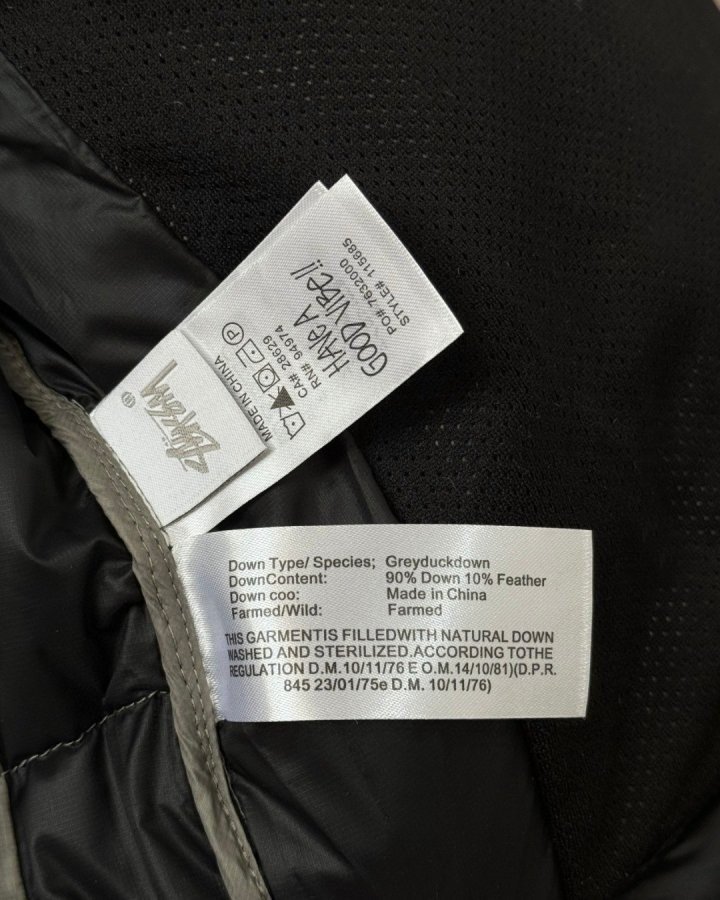 STÜSSY
MADE IN CHINA
CA# 28629
RN# 94974
HAVE A
GOOD VIBE!!
PO# 7632000
STYLE# 115685
P
Down Type/ Species; Greyduckdown
DownContent: 90% Down 10% Feather
Down coo: Made in China
Farmed/Wild: Farmed
THIS GARMENTIS FILLEDWITH NATURAL DOWN
WASHED AND STERILIZED.ACCORDING TOTHE
REGULATION D.M. 10/11/76 E O.M.14/10/81)(D.P.R.
845 23/01/75e D.M. 10/11/76)